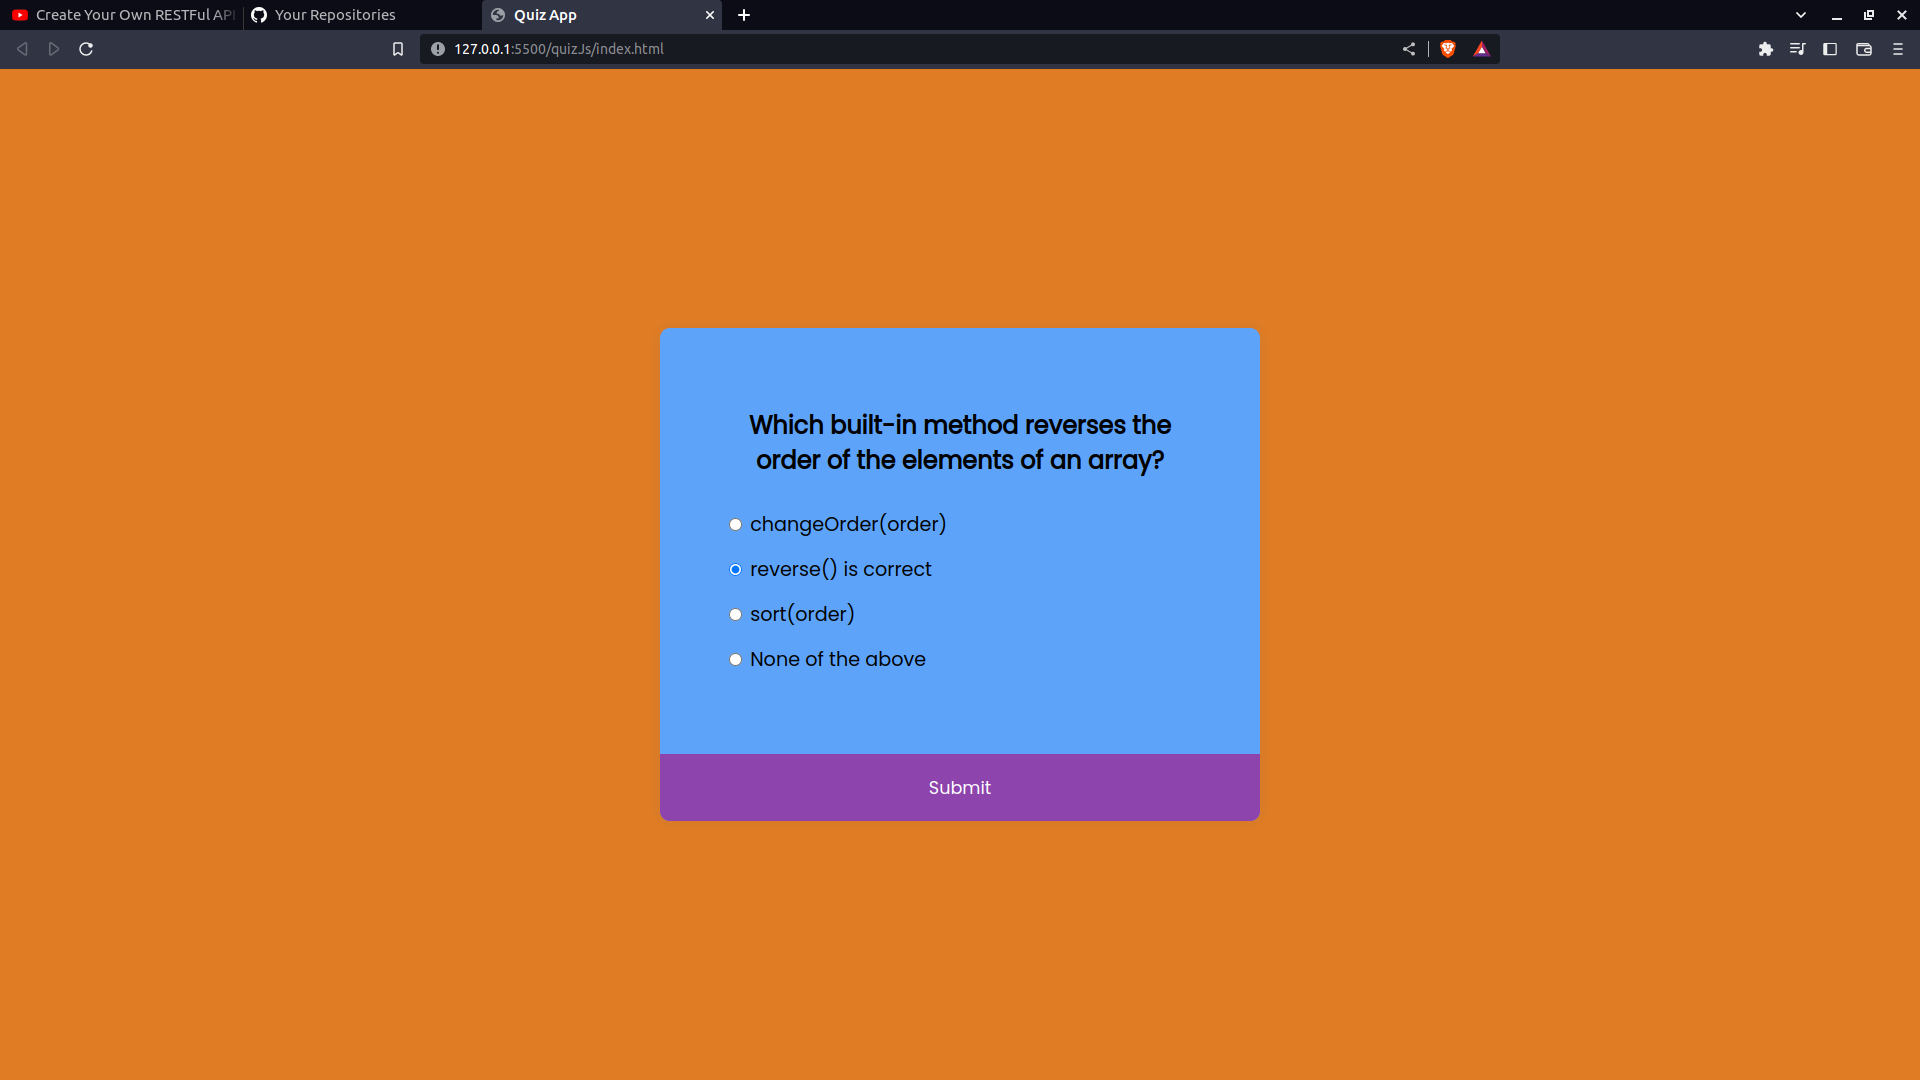 Create Your Own RESTFul API
Your Repositories
Quiz App
127.0.0.1:5500/quizJs/index.html
Which built-in method reverses the
order of the elements of an array?
changeOrder(order)
reverse() is correct
sort(order)
None of the above
Submit